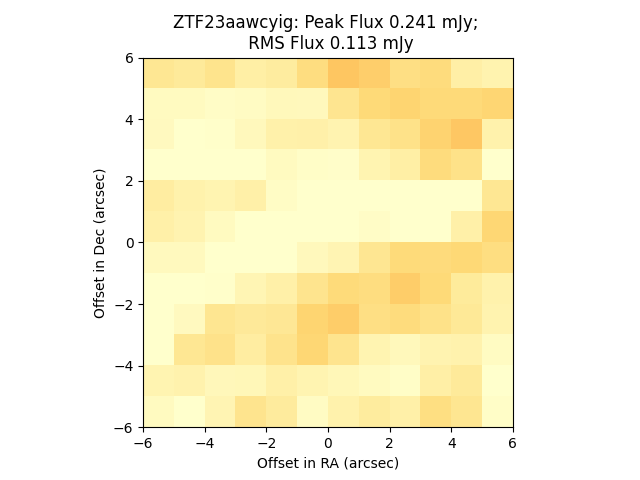 ZTF23aawcyig: Peak Flux 0.241 mJy;
RMS Flux 0.113 mJy
6
4
2
0
−2
−4
−6
Offset in Dec (arcsec)
−6 −4 −2 0 2 4 6
Offset in RA (arcsec)